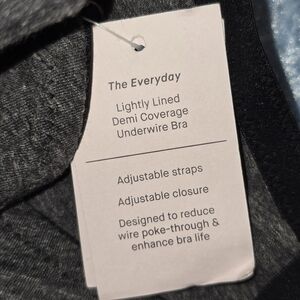 The Everyday
Lightly Lined
Demi Coverage
Underwire Bra
Adjustable straps
Adjustable closure
Designed to reduce
wire poke-through &
enhance bra life